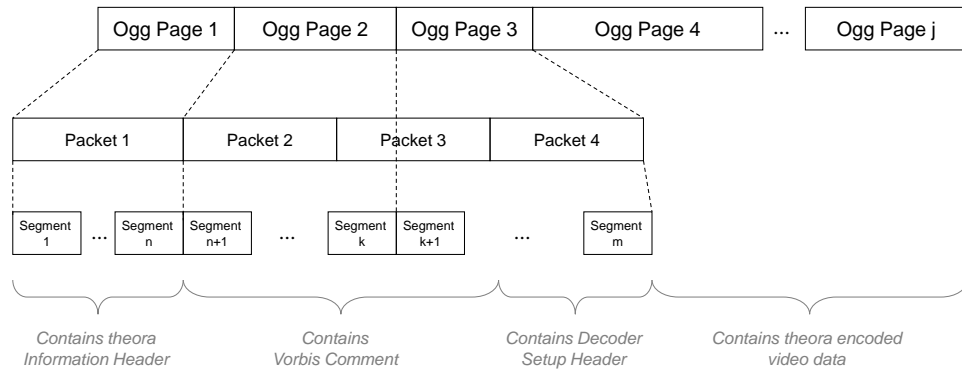 Ogg Page 1 Ogg Page 2 Ogg Page 3 Ogg Page 4 ... Ogg Page j
Packet 1 Packet 2 Packet 3 Packet 4
Segment 1 ... Segment n Segment n+1 ... Segment k Segment k+1 ... Segment m
Contains theora Information Header
Contains Vorbis Comment
Contains Decoder Setup Header
Contains theora encoded video data